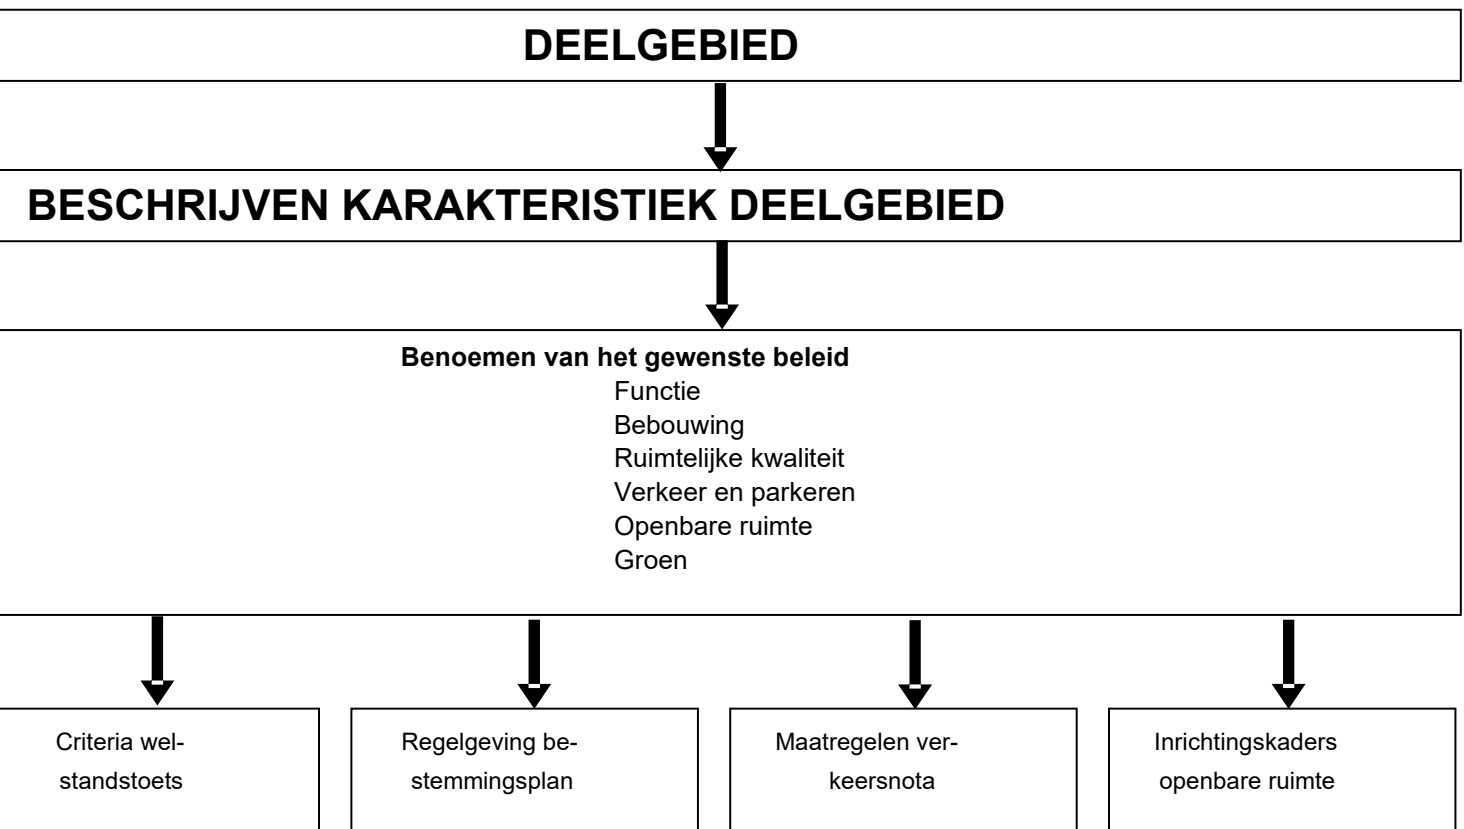 DEELGEBIED
BESCHRIJVEN KARAKTERISTIEK DEELGEBIED
Benoemen van het gewenste beleid
Functie
Bebouwing
Ruimtelijke kwaliteit
Verkeer en parkeren
Openbare ruimte
Groen
Criteria wel-
standstoets
Regelgeving be-
stemmingsplan
Maatregelen ver-
keersnota
Inrichtingskaders
openbare ruimte